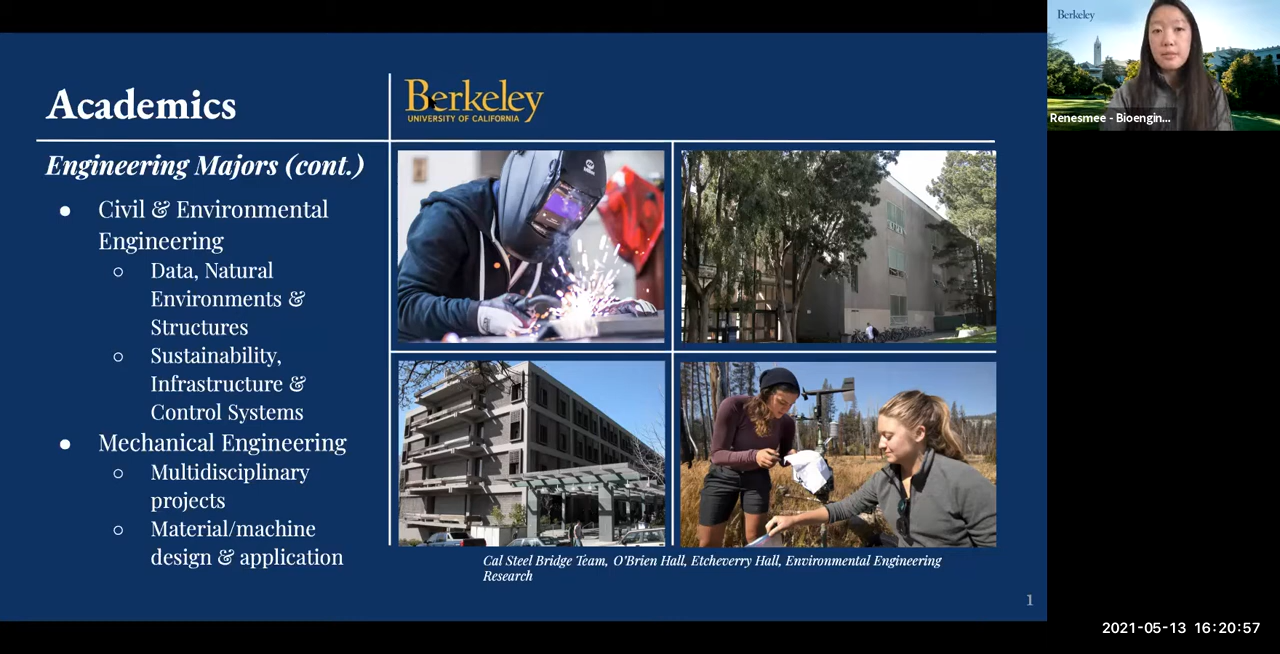 Academics
Berkeley
UNIVERSITY OF CALIFORNIA
Engineering Majors (cont.)
● Civil & Environmental
Engineering
○ Data, Natural
Environments &
Structures
○ Sustainability,
Infrastructure &
Control Systems
● Mechanical Engineering
○ Multidisciplinary
projects
○ Material/machine
design & application
Cal Steel Bridge Team, O'Brien Hall, Etcheverry Hall, Environmental Engineering
Research
1
Berkeley
Renesmee - Bioengin...
2021-05-13 16:20:57